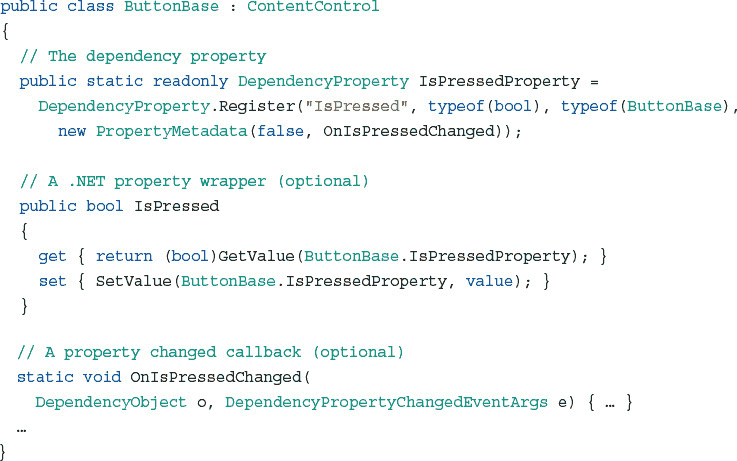 public class ButtonBase : ContentControl
{
// The dependency property
public static readonly DependencyProperty IsPressedProperty =
DependencyProperty.Register("IsPressed", typeof(bool), typeof(ButtonBase),
new PropertyMetadata(false, OnIsPressedChanged));
// A .NET property wrapper (optional)
public bool IsPressed
{
get { return (bool)GetValue(ButtonBase.IsPressedProperty); }
set { SetValue(ButtonBase.IsPressedProperty, value); }
}
// A property changed callback (optional)
static void OnIsPressedChanged(
DependencyObject o, DependencyPropertyChangedEventArgs e) { … }
…
}